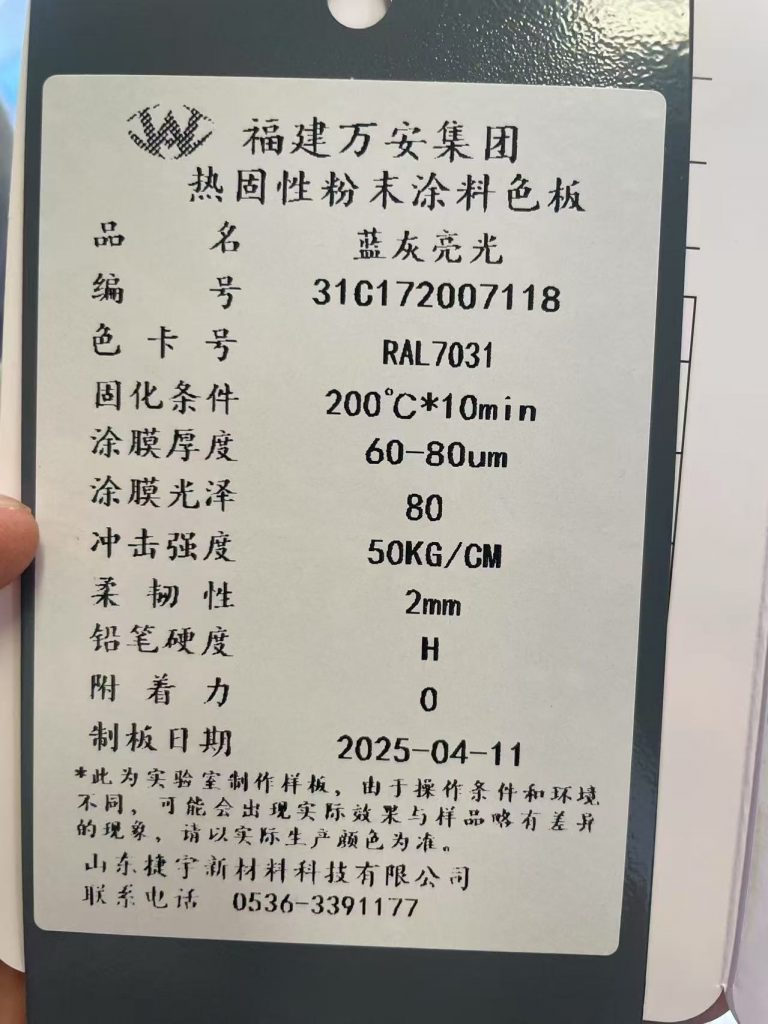 福建万安集团
热固性粉末涂料色板
品名 蓝灰亮光
编号 31C172007118
色卡号 RAL7031
固化条件 200℃*10min
涂膜厚度 60-80um
涂膜光泽 80
冲击强度 50KG/CM
柔韧性 2mm
铅笔硬度 H
附着力 0
制板日期 2025-04-11
*此为实验室制作样板，由于操作条件和环境
不同，可能会出现实际效果与样品略有差异
的现象，请以实际生产颜色为准。
山东捷宇新材料科技有限公司
联系电话 0536-3391177